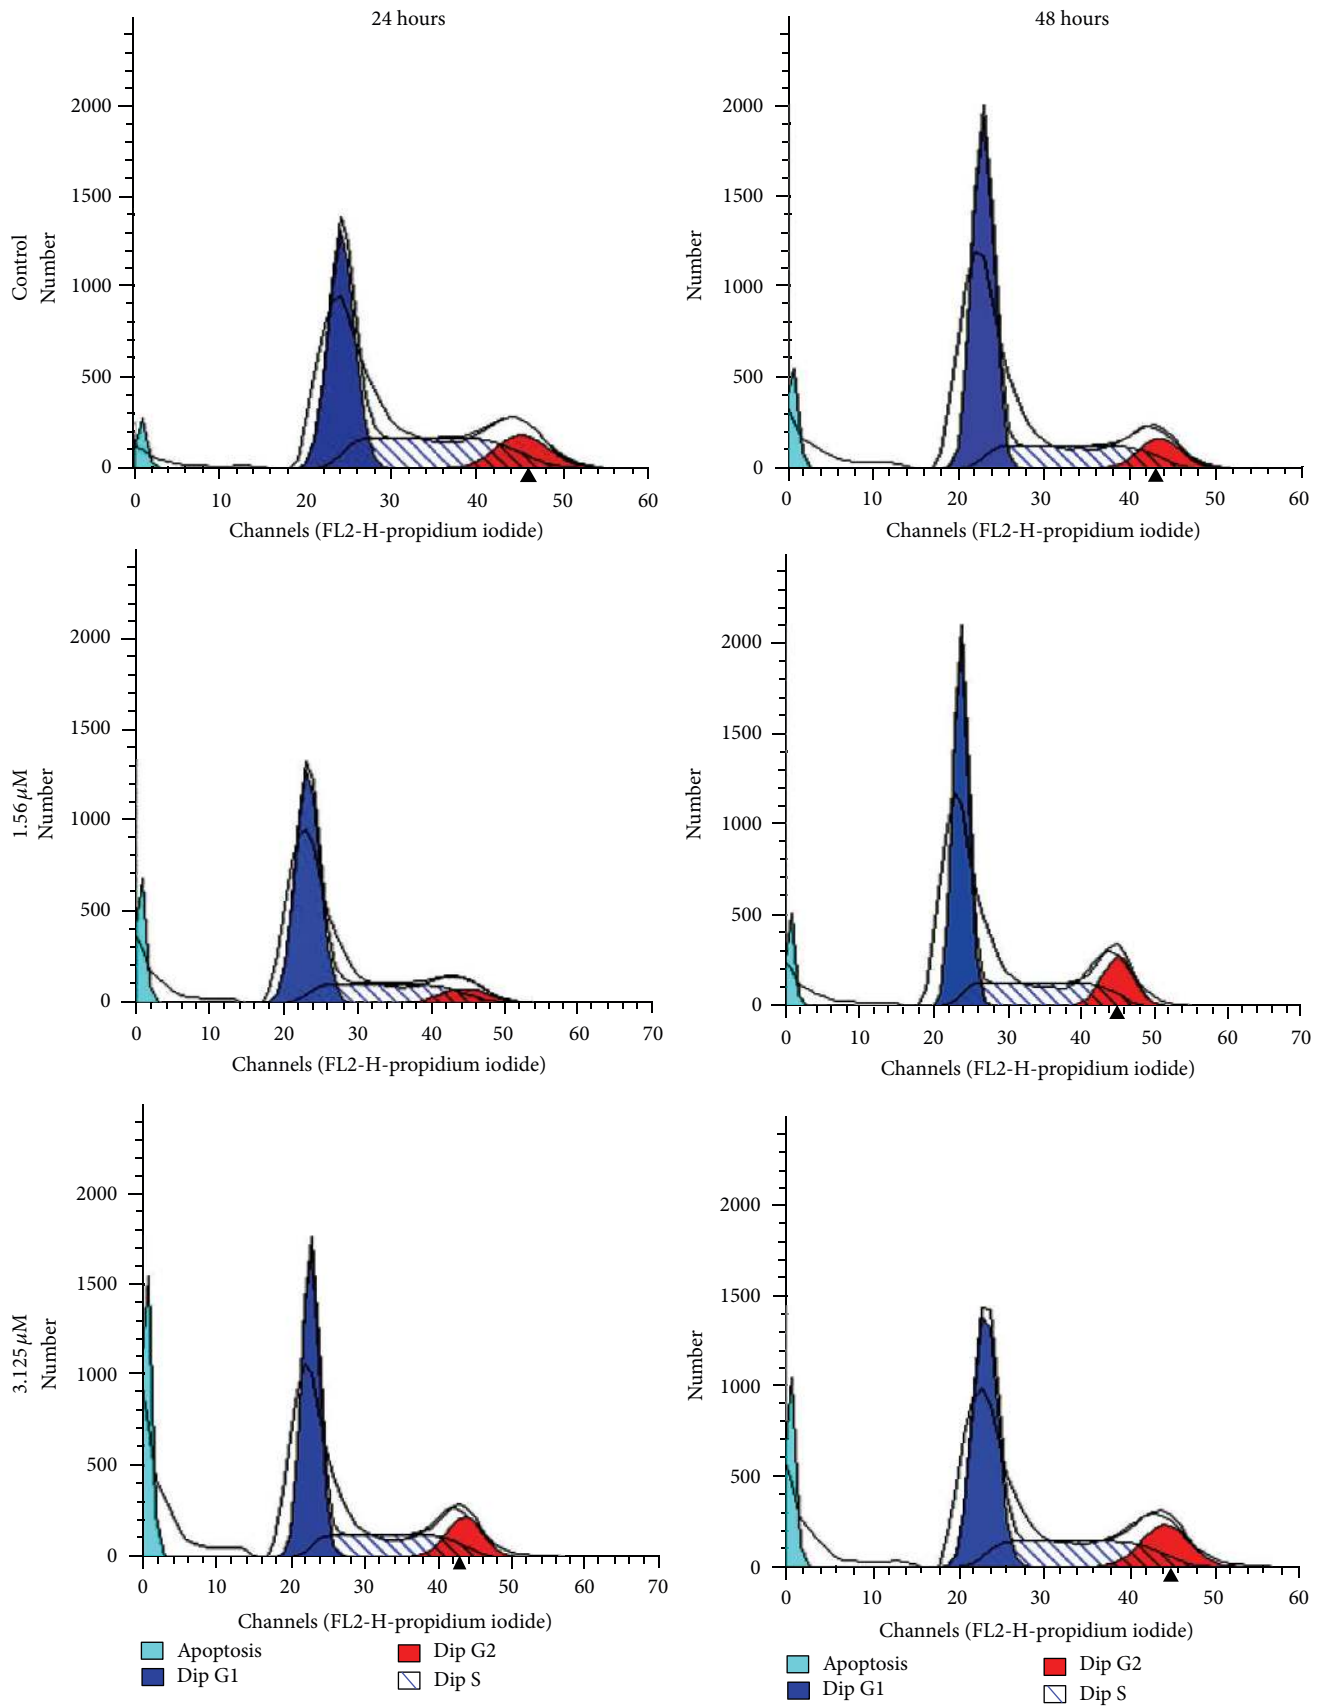 24 hours
48 hours
Control
Number
2000
1500
1000
500
0
0 10 20 30 40 50 60
Channels (FL2-H-propidium iodide)
Number
2000
1500
1000
500
0
0 10 20 30 40 50 60
Channels (FL2-H-propidium iodide)
1.56 μM
Number
2000
1500
1000
500
0
0 10 20 30 40 50 60 70
Channels (FL2-H-propidium iodide)
Number
2000
1500
1000
500
0
0 10 20 30 40 50 60 70
Channels (FL2-H-propidium iodide)
3.125 μM
Number
2000
1500
1000
500
0
0 10 20 30 40 50 60 70
Channels (FL2-H-propidium iodide)
Number
2000
1500
1000
500
0
0 10 20 30 40 50 60
Channels (FL2-H-propidium iodide)
Apoptosis
Dip G1
Dip G2
Dip S
Apoptosis
Dip G1
Dip G2
Dip S